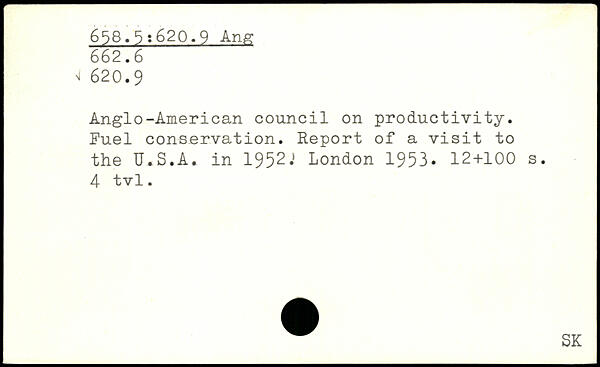 658.5:620.9 Ang
662.6
√ 620.9
Anglo-American council on productivity.
Fuel conservation. Report of a visit to
the U.S.A. in 1952. London 1953. 12+100 s.
4 tvl.
SK